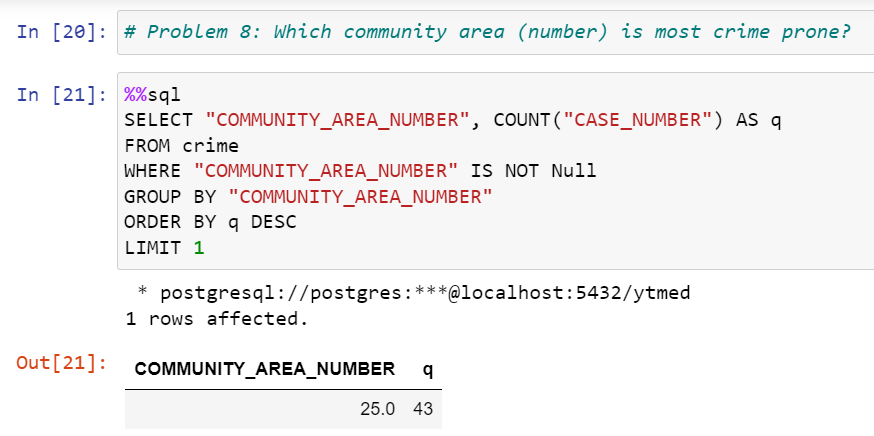 In [20]: # Problem 8: Which community area (number) is most crime prone?
In [21]: %%sql
SELECT "COMMUNITY_AREA_NUMBER", COUNT("CASE_NUMBER") AS q
FROM crime
WHERE "COMMUNITY_AREA_NUMBER" IS NOT Null
GROUP BY "COMMUNITY_AREA_NUMBER"
ORDER BY q DESC
LIMIT 1
* postgresql://postgres:***@localhost:5432/ytmed
1 rows affected.
Out[21]: COMMUNITY_AREA_NUMBER q
25.0 43